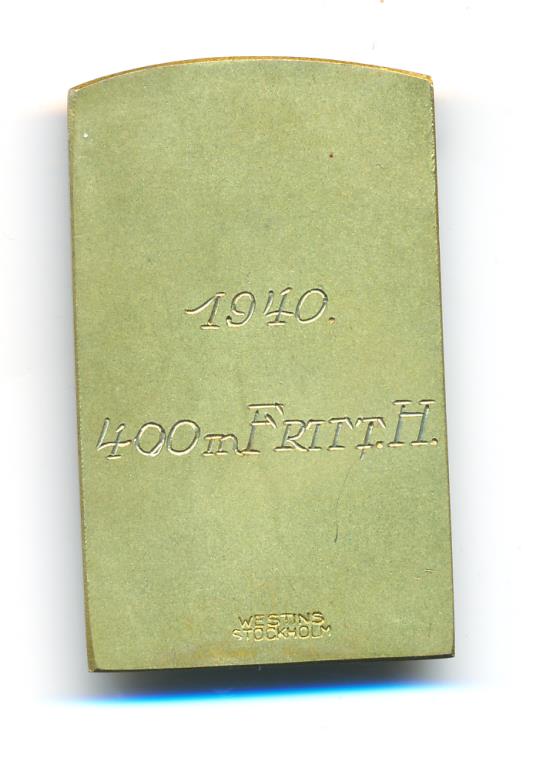 1940.
400m FRITT. H.
WESTINS
STOCKHOLM